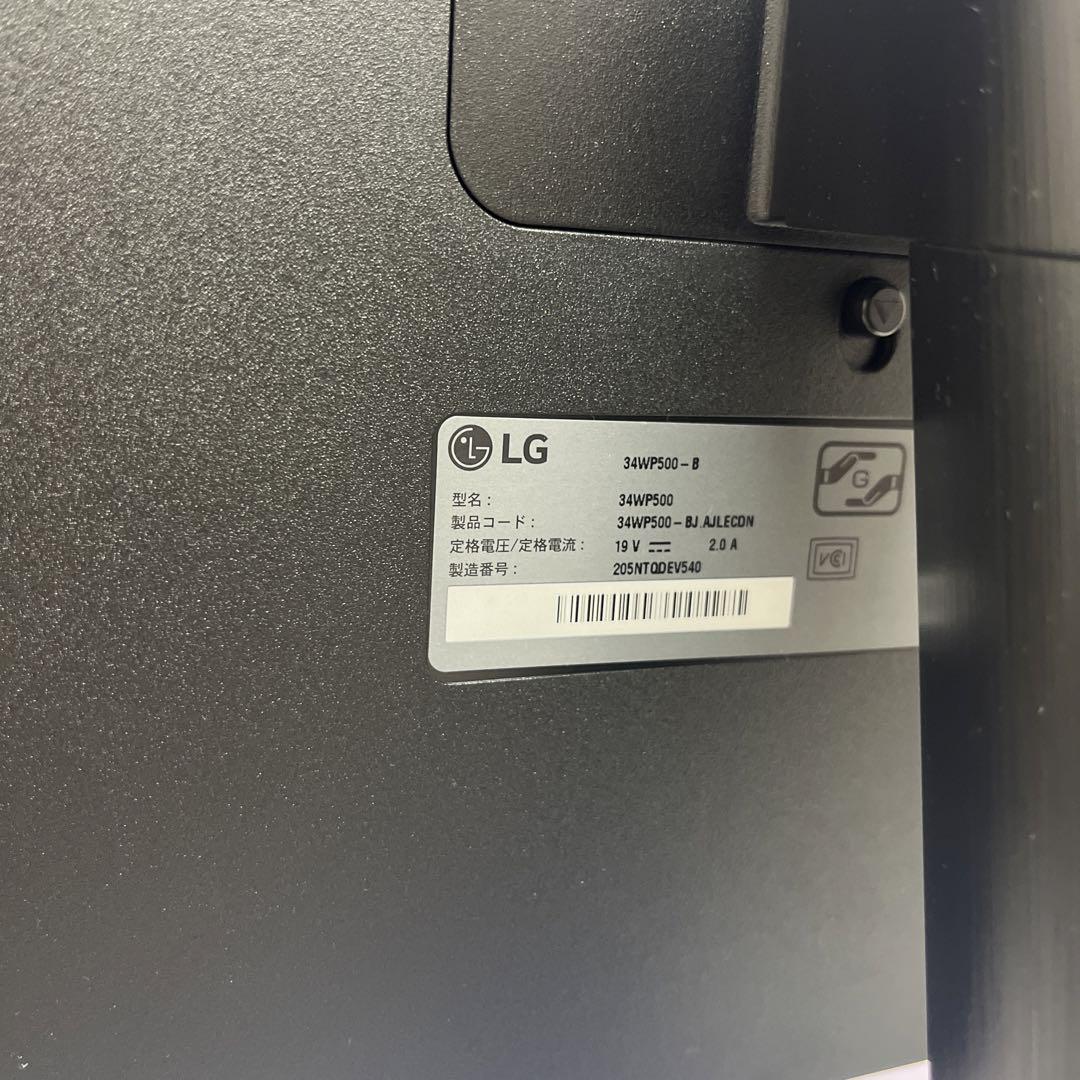 LG
34WP500-B
型名: 34WP500
製品コード: 34WP500-BJ.AJLECDN
定格電圧/定格電流: 19 V ⎓ 2.0 A
製造番号: 205NTQDEV540
G
VCCI